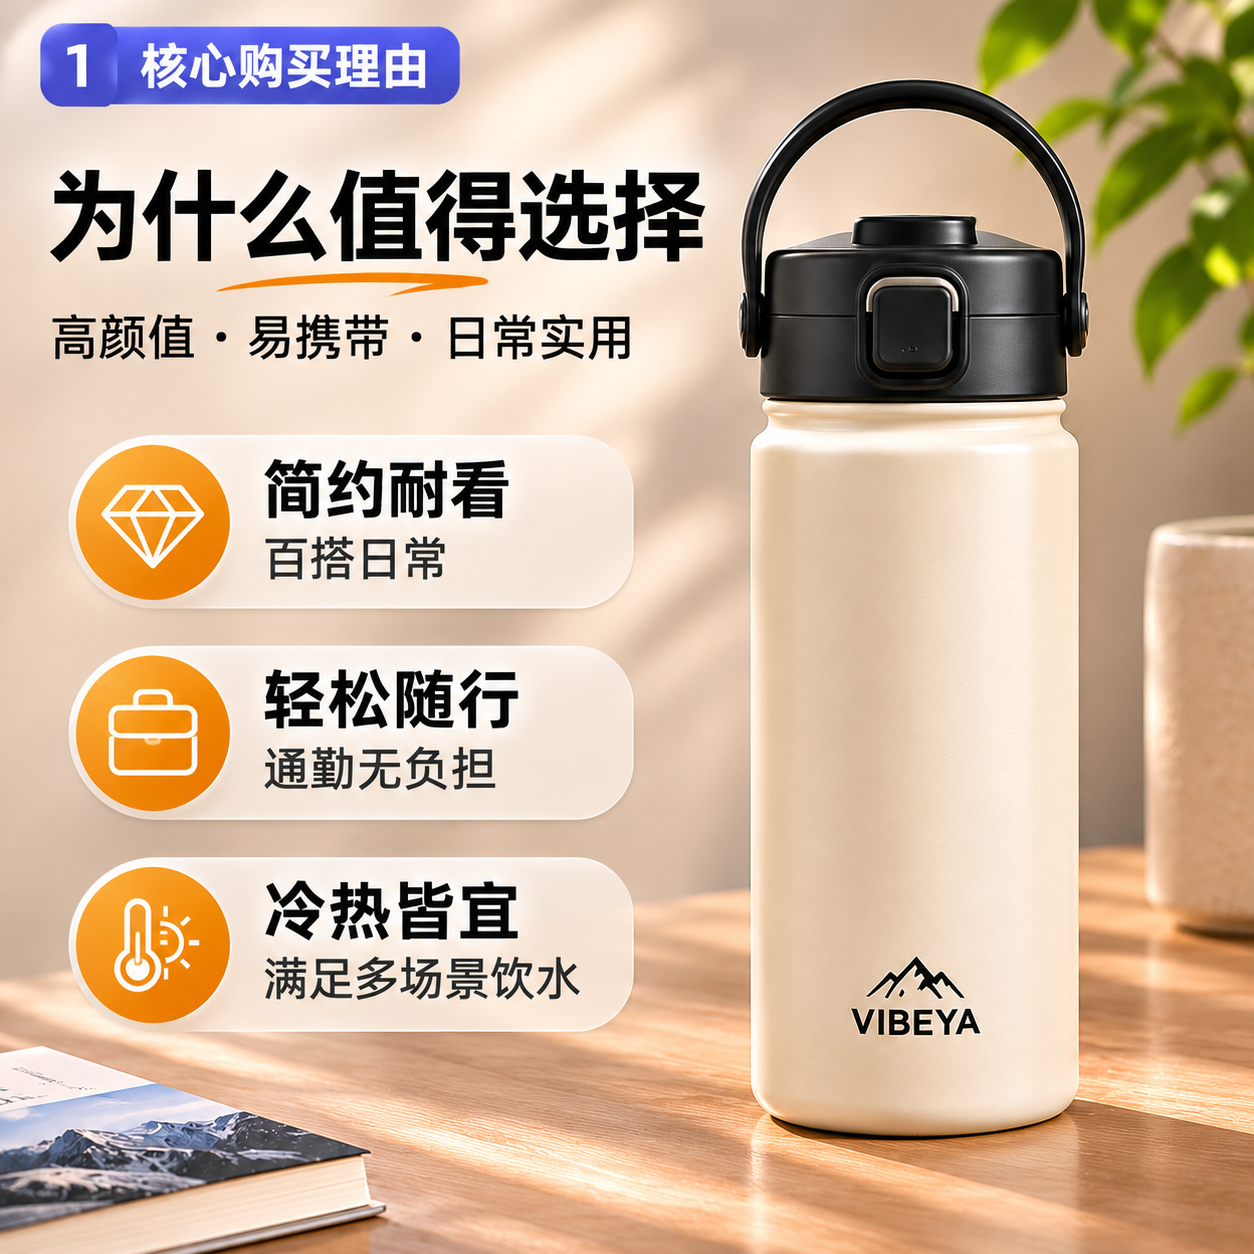 1 核心购买理由
为什么值得选择
高颜值・易携带・日常实用
简约耐看
百搭日常
轻松随行
通勤无负担
冷热皆宜
满足多场景饮水
VIBEYA